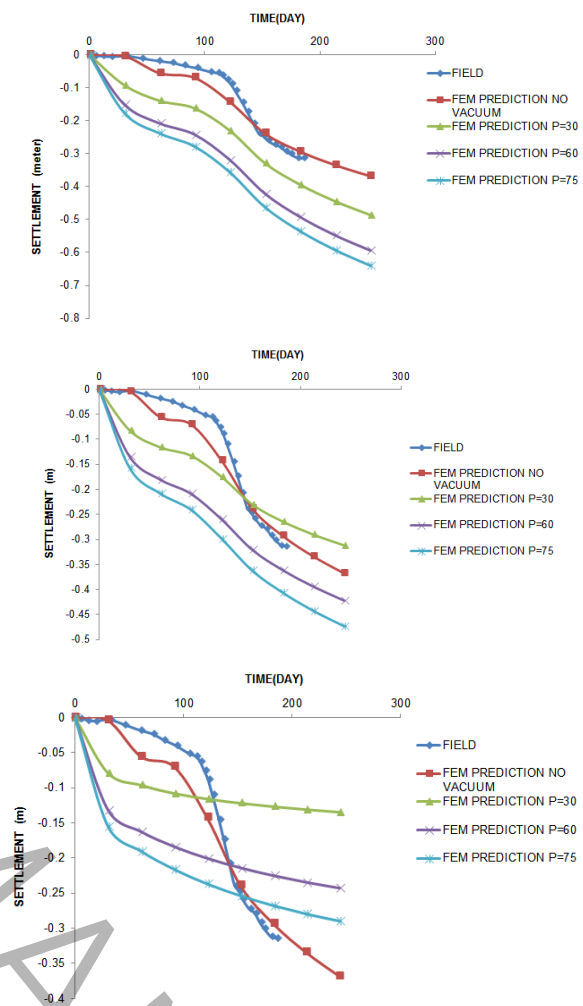 TIME(DAY)
0 100 200 300
0
-0.1
-0.2
-0.3
-0.4
-0.5
-0.6
-0.7
-0.8
SETTLEMENT (meter)
FIELD
FEM PREDICTION NO
VACUUM
FEM PREDICTION P=30
FEM PREDICTION P=60
FEM PREDICTION P=75
TIME(DAY)
0 100 200 300
0
-0.05
-0.1
-0.15
-0.2
-0.25
-0.3
-0.35
-0.4
-0.45
-0.5
SETTLEMENT (m)
FIELD
FEM PREDICTION NO
VACUUM
FEM PREDICTION P=30
FEM PREDICTION P=60
FEM PREDICTION P=75
TIME(DAY)
0 100 200 300
0
-0.05
-0.1
-0.15
-0.2
-0.25
-0.3
-0.35
-0.4
SETTLEMENT (m)
FIELD
FEM PREDICTION NO
VACUUM
FEM PREDICTION P=30
FEM PREDICTION P=60
FEM PREDICTION P=75